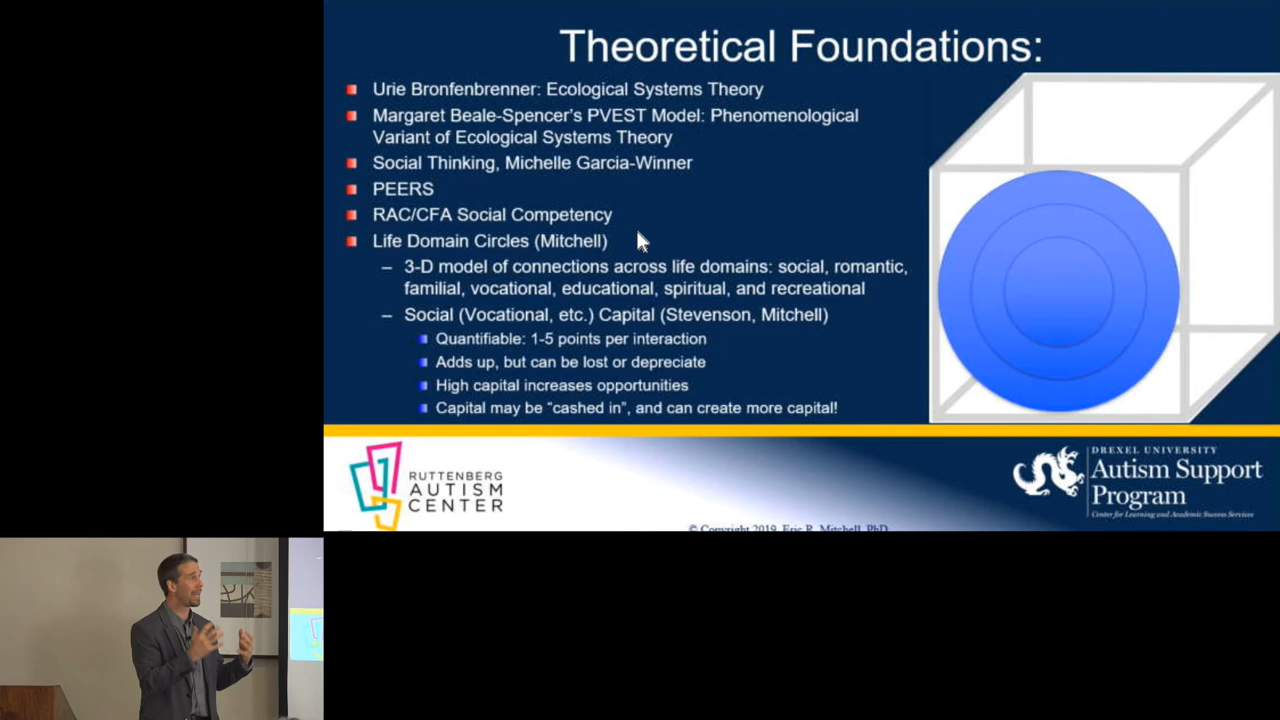 Theoretical Foundations:
Urie Bronfenbrenner: Ecological Systems Theory
Margaret Beale-Spencer's PVEST Model: Phenomenological
Variant of Ecological Systems Theory
Social Thinking, Michelle Garcia-Winner
PEERS
RAC/CFA Social Competency
Life Domain Circles (Mitchell)
– 3-D model of connections across life domains: social, romantic,
familial, vocational, educational, spiritual, and recreational
– Social (Vocational, etc.) Capital (Stevenson, Mitchell)
Quantifiable: 1-5 points per interaction
Adds up, but can be lost or depreciate
High capital increases opportunities
Capital may be “cashed in”, and can create more capital!
RUTTENBERG
AUTISM
CENTER
DREXEL UNIVERSITY
Autism Support
Program
Center for Learning and Academic Success Services
© Copyright 2019, Eric R. Mitchell, PhD